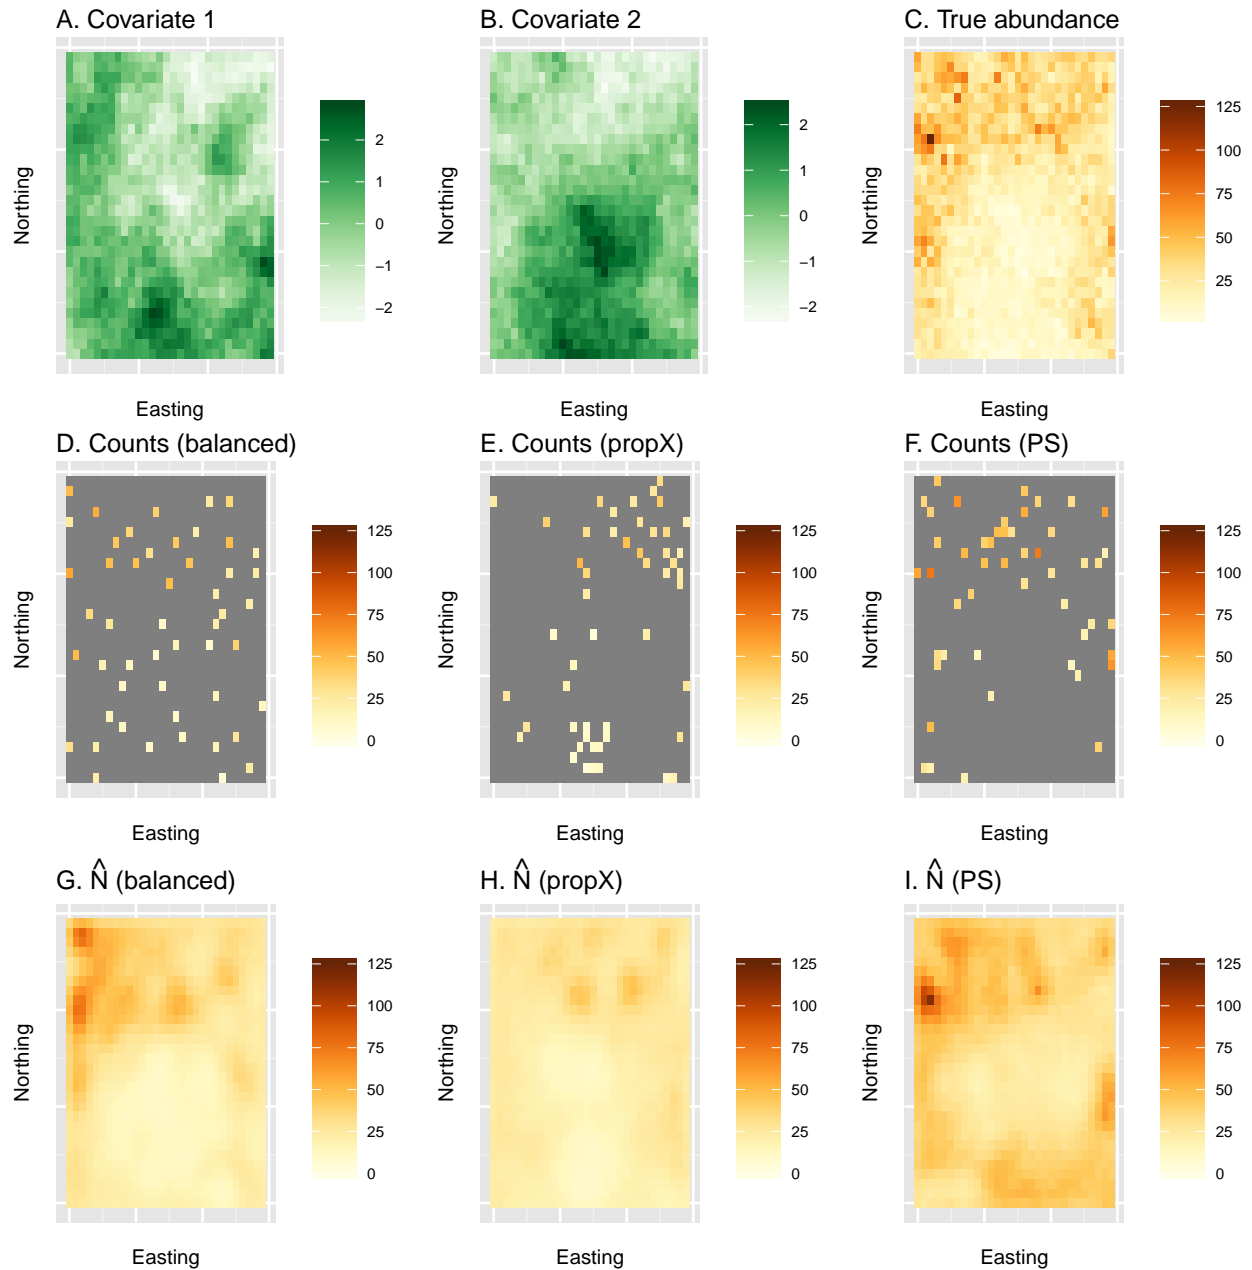 A. Covariate 1
B. Covariate 2
C. True abundance
Northing
2
1
0
−1
−2
Easting
Northing
2
1
0
−1
−2
Easting
Northing
125
100
75
50
25
Easting
D. Counts (balanced)
E. Counts (propX)
F. Counts (PS)
Northing
125
100
75
50
25
0
Easting
Northing
125
100
75
50
25
0
Easting
Northing
125
100
75
50
25
0
Easting
G. N̂ (balanced)
H. N̂ (propX)
I. N̂ (PS)
Northing
125
100
75
50
25
0
Easting
Northing
125
100
75
50
25
0
Easting
Northing
125
100
75
50
25
0
Easting